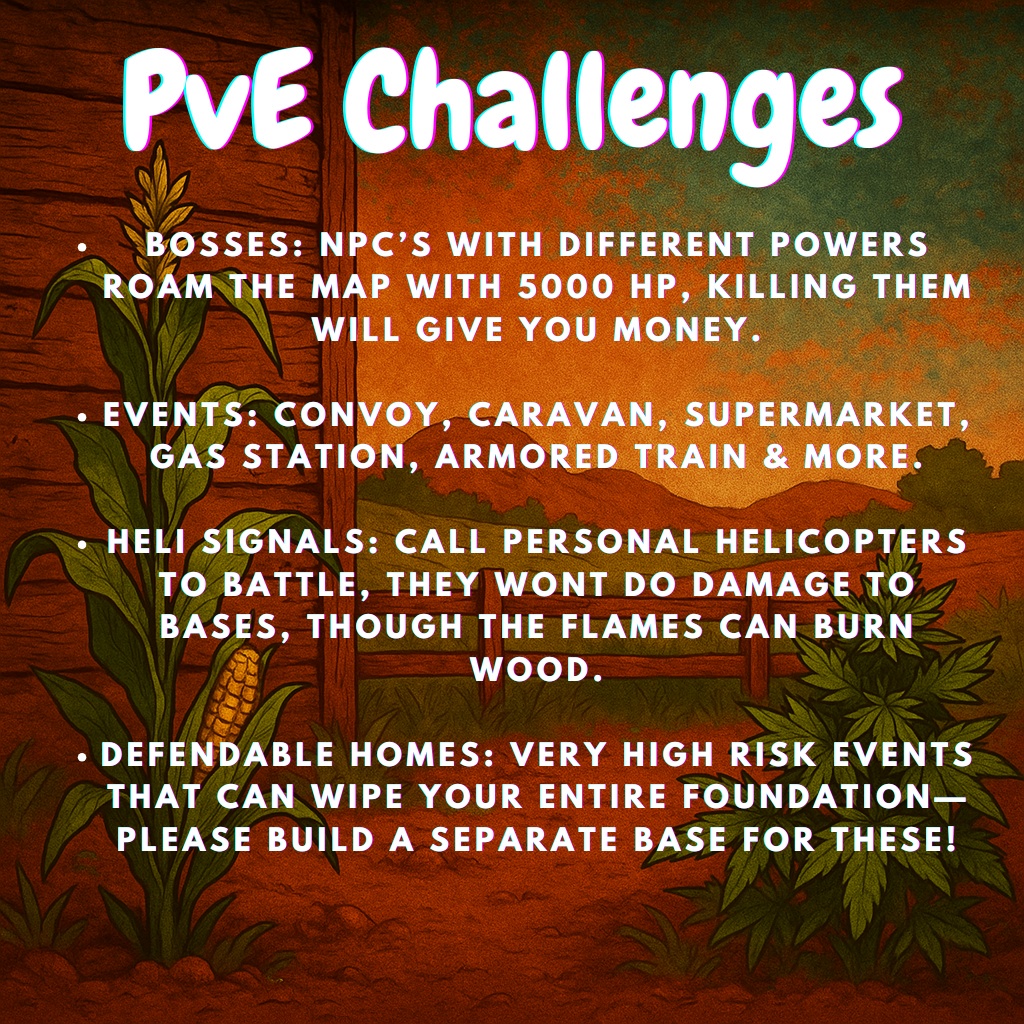 PvE Challenges
• BOSSES: NPC'S WITH DIFFERENT POWERS
ROAM THE MAP WITH 5000 HP, KILLING THEM
WILL GIVE YOU MONEY.
• EVENTS: CONVOY, CARAVAN, SUPERMARKET,
GAS STATION, ARMORED TRAIN & MORE.
• HELI SIGNALS: CALL PERSONAL HELICOPTERS
TO BATTLE, THEY WONT DO DAMAGE TO
BASES, THOUGH THE FLAMES CAN BURN
WOOD.
• DEFENDABLE HOMES: VERY HIGH RISK EVENTS
THAT CAN WIPE YOUR ENTIRE FOUNDATION—
PLEASE BUILD A SEPARATE BASE FOR THESE!